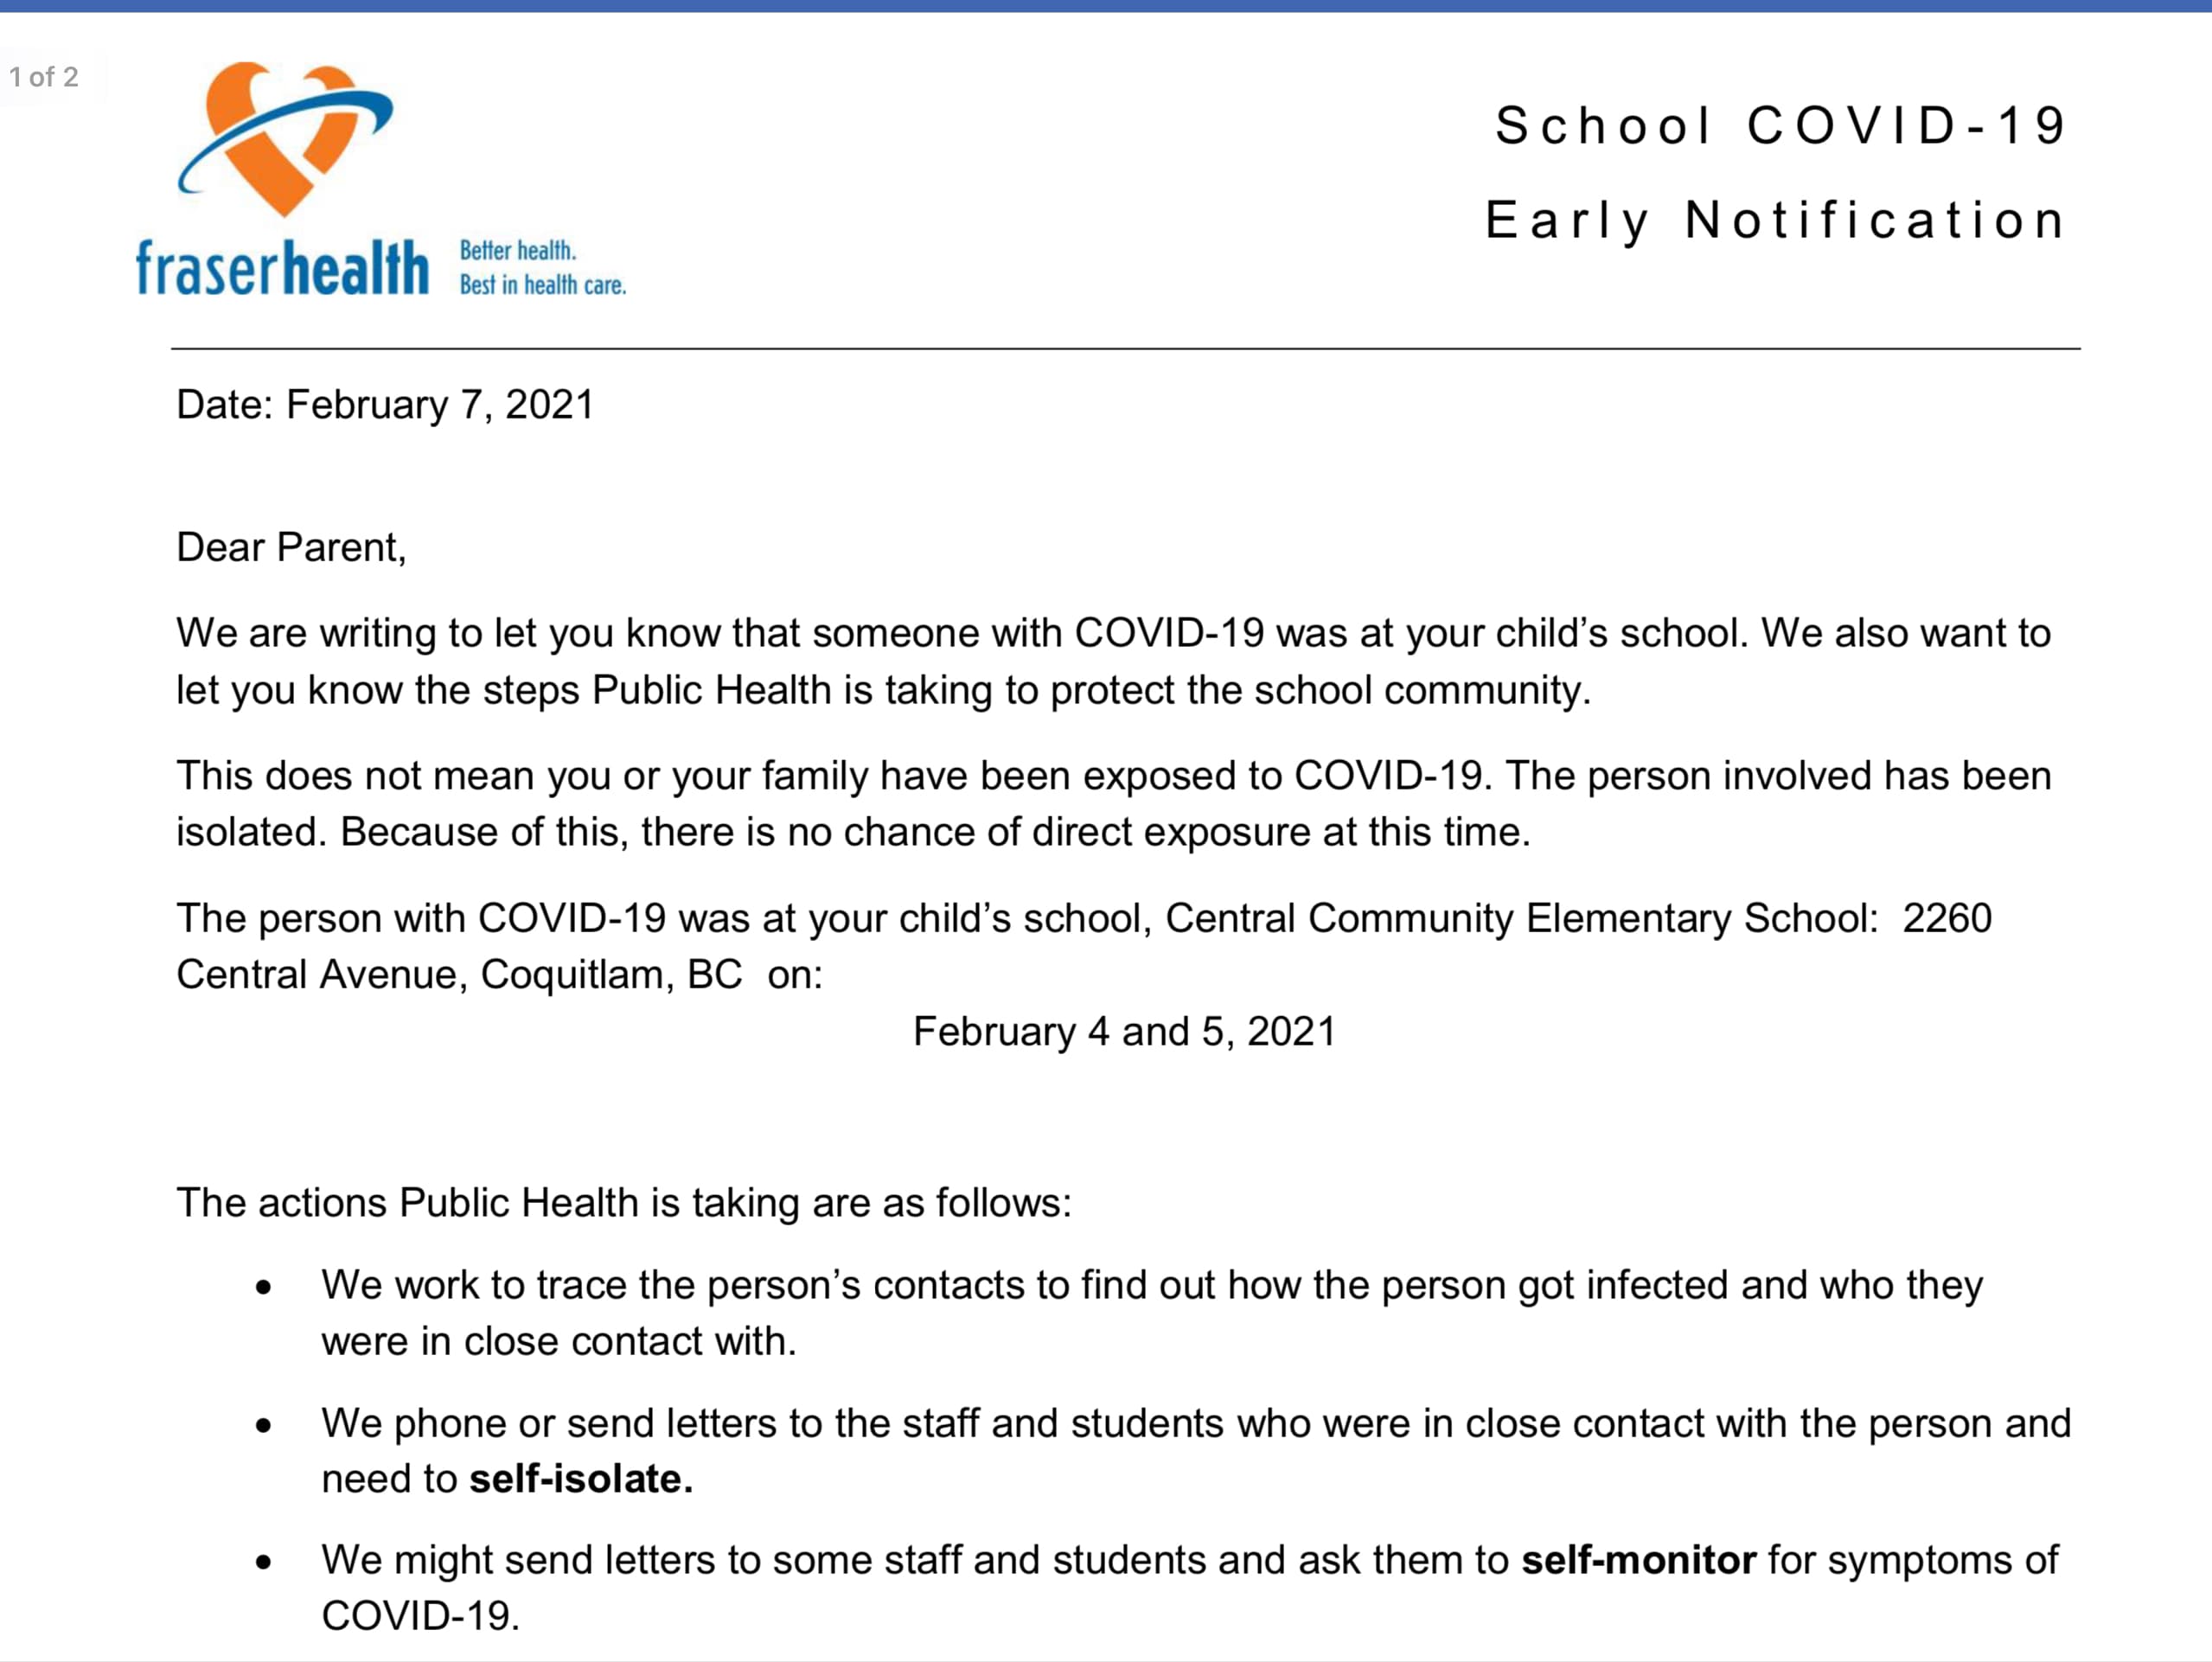 1 of 2
School COVID-19
Early Notification
fraserhealth
Better health.
Best in health care.
Date: February 7, 2021
Dear Parent,
We are writing to let you know that someone with COVID-19 was at your child’s school. We also want to
let you know the steps Public Health is taking to protect the school community.
This does not mean you or your family have been exposed to COVID-19. The person involved has been
isolated. Because of this, there is no chance of direct exposure at this time.
The person with COVID-19 was at your child’s school, Central Community Elementary School:  2260
Central Avenue, Coquitlam, BC  on:
February 4 and 5, 2021
The actions Public Health is taking are as follows:
• We work to trace the person’s contacts to find out how the person got infected and who they
were in close contact with.
• We phone or send letters to the staff and students who were in close contact with the person and
need to self-isolate.
• We might send letters to some staff and students and ask them to self-monitor for symptoms of
COVID-19.